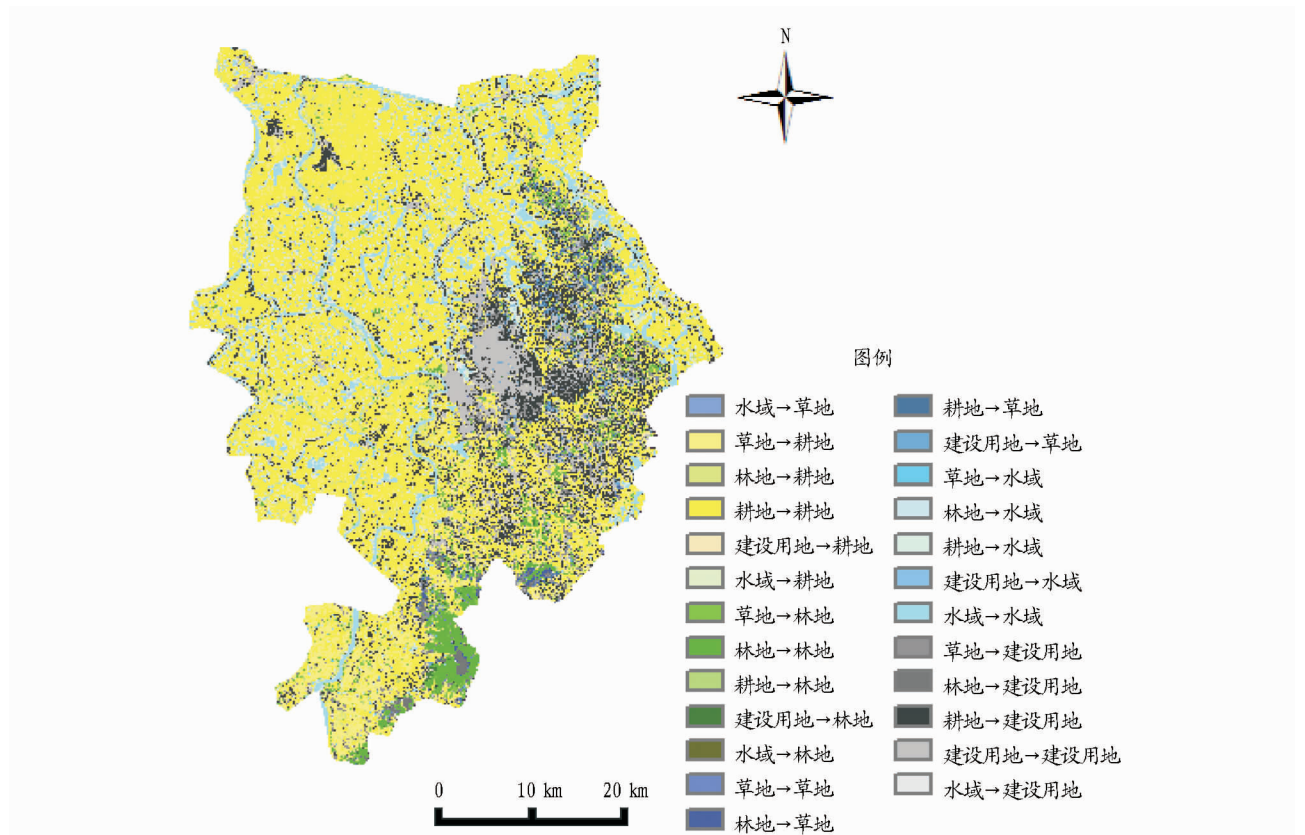 N
图例
水域→草地
草地→耕地
林地→耕地
耕地→耕地
建设用地→耕地
水域→耕地
草地→林地
林地→林地
耕地→林地
建设用地→林地
水域→林地
草地→草地
林地→草地
耕地→草地
建设用地→草地
草地→水域
林地→水域
耕地→水域
建设用地→水域
水域→水域
草地→建设用地
林地→建设用地
耕地→建设用地
建设用地→建设用地
水域→建设用地
0 10 km 20 km